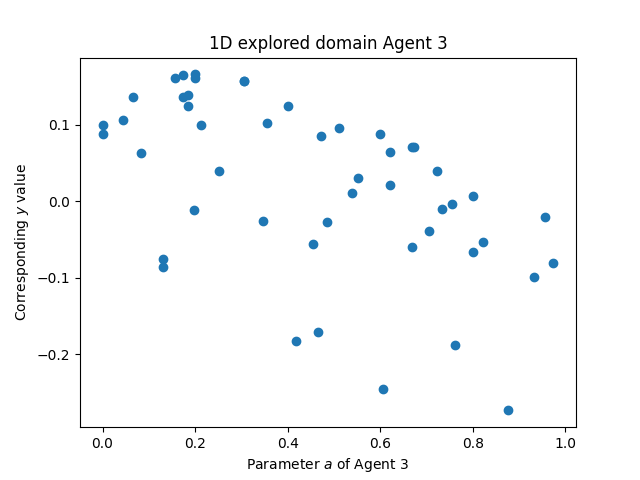 1D explored domain Agent 3
Corresponding y value
0.1
0.0
−0.1
−0.2
0.0 0.2 0.4 0.6 0.8 1.0
Parameter a of Agent 3